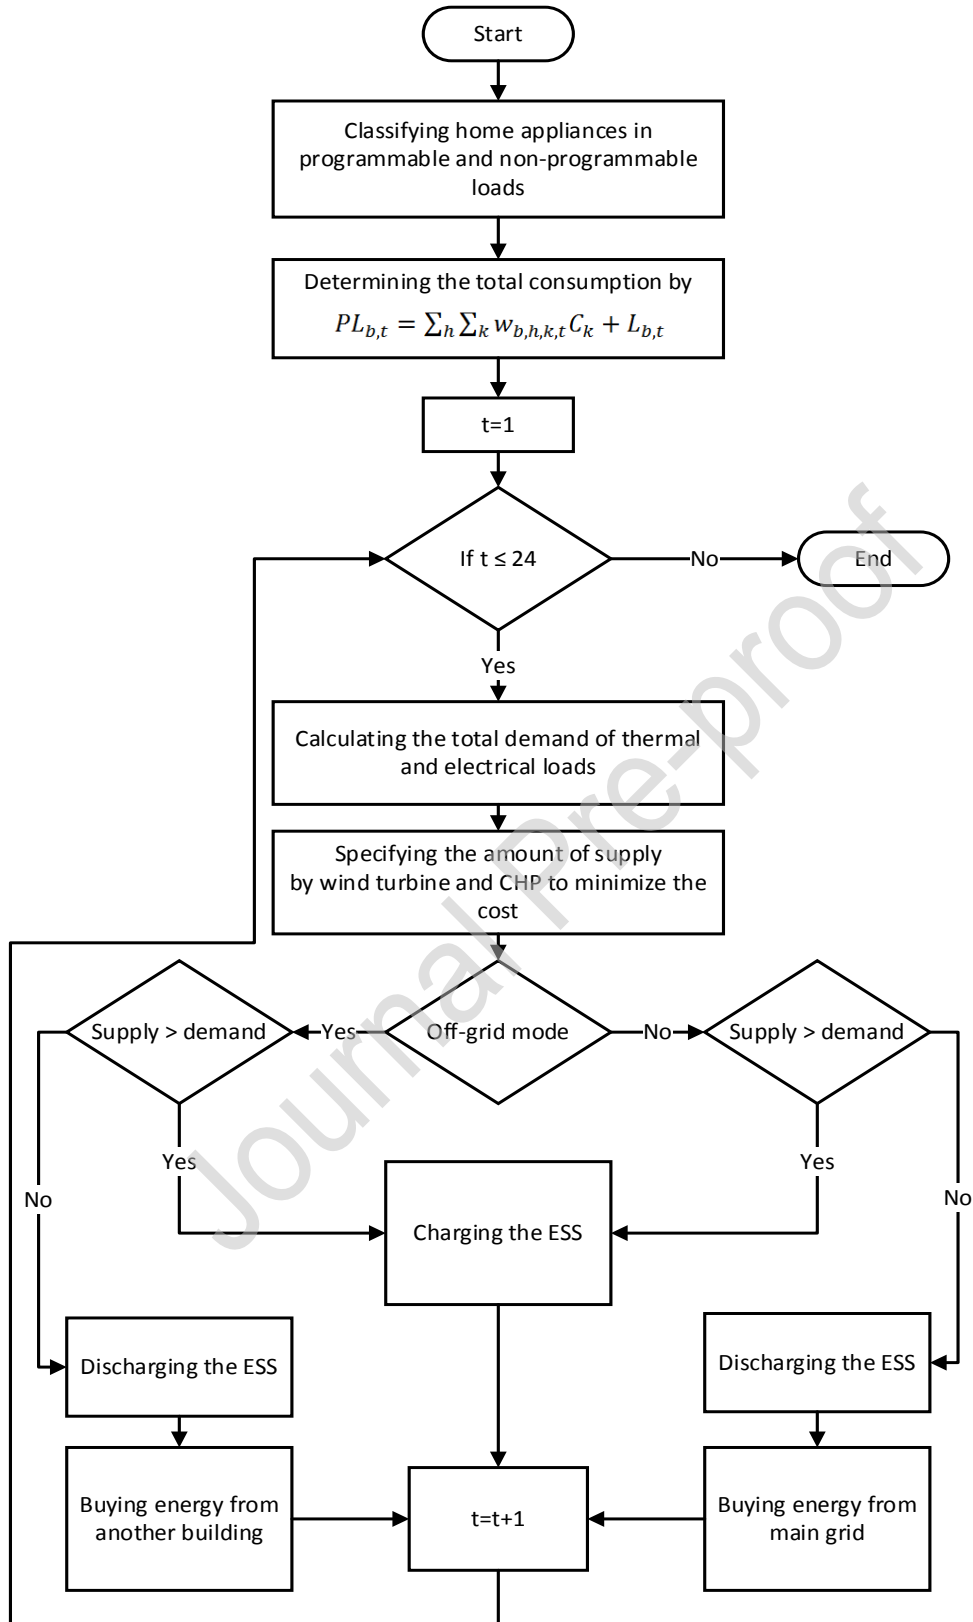 Start
Classifying home appliances in
programmable and non-programmable
loads
Determining the total consumption by
$PL_{b,t} = \sum_h \sum_k w_{b,h,k,t} C_k + L_{b,t}$
t=1
If t ≤ 24
No
End
Yes
Calculating the total demand of thermal
and electrical loads
Specifying the amount of supply
by wind turbine and CHP to minimize the
cost
Supply > demand
Yes
Off-grid mode
No
Supply > demand
Yes
Yes
No
No
Charging the ESS
Discharging the ESS
Discharging the ESS
Buying energy from
another building
t=t+1
Buying energy from
main grid
Journal Pre-proof